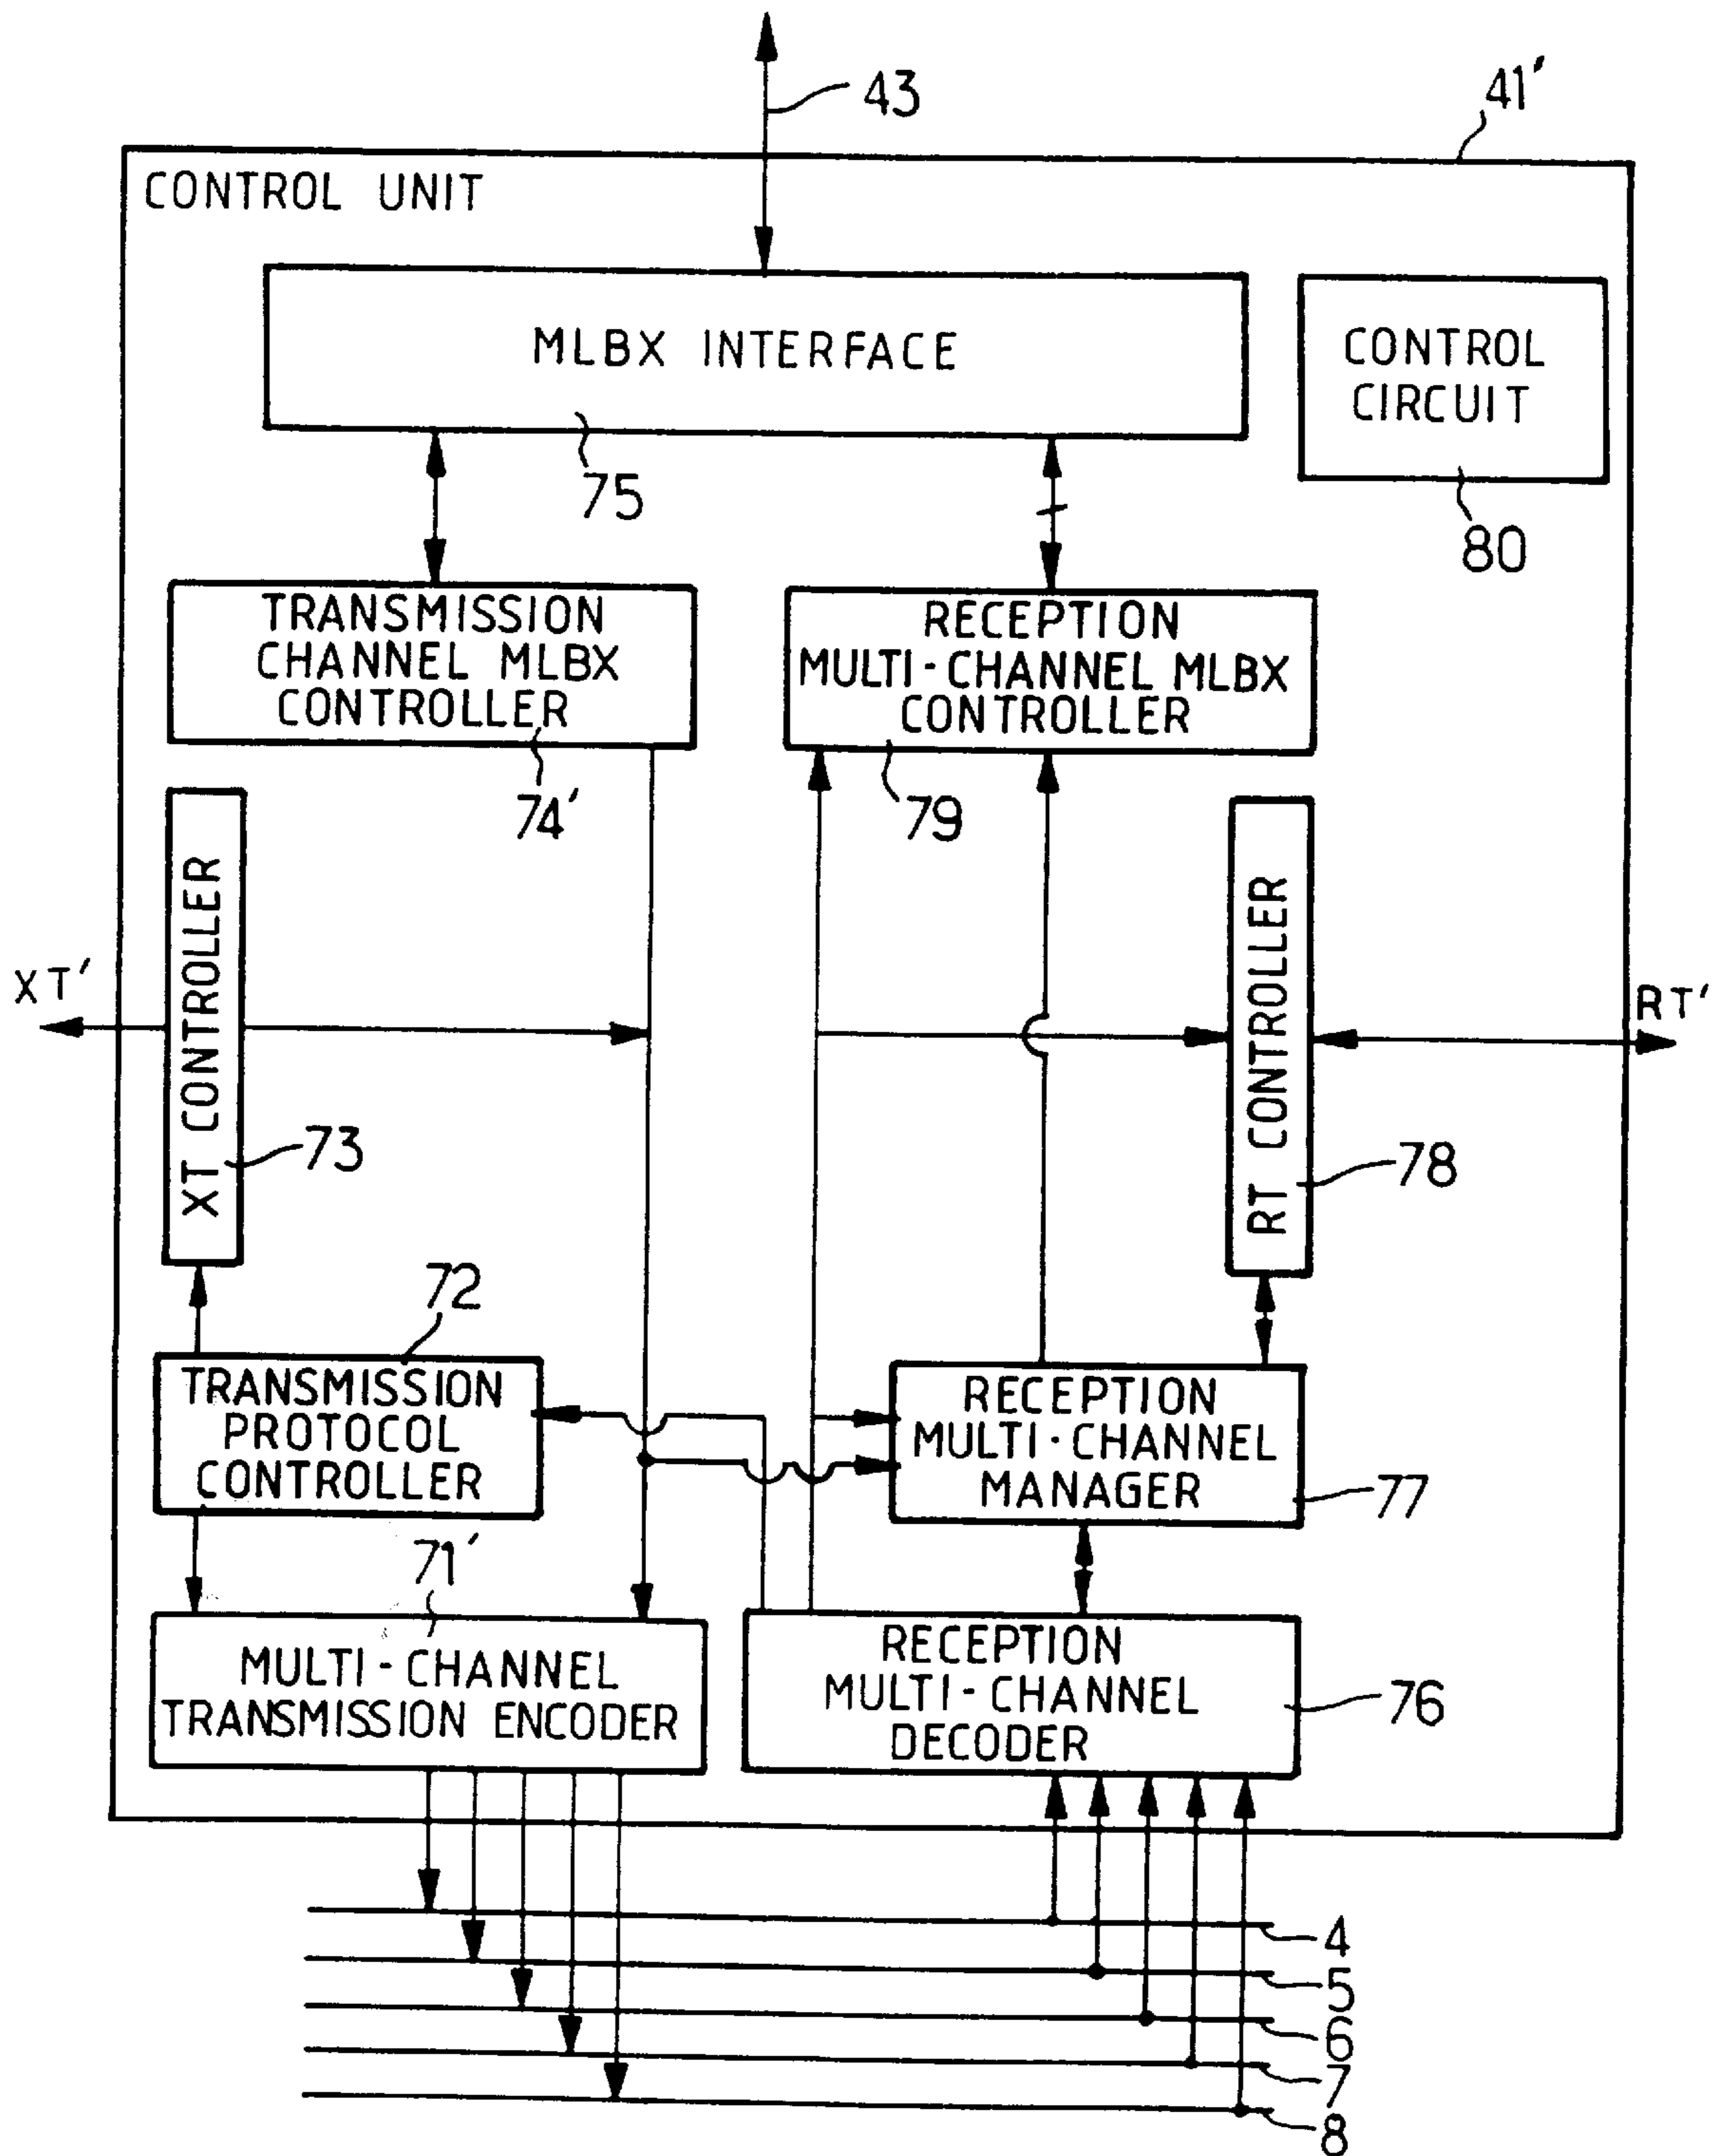 43
41'
CONTROL UNIT
MLBX INTERFACE
75
CONTROL
CIRCUIT
80
TRANSMISSION
CHANNEL MLBX
CONTROLLER
74'
RECEPTION
MULTI-CHANNEL MLBX
CONTROLLER
79
XT CONTROLLER
73
XT'
RT CONTROLLER
78
RT'
72
TRANSMISSION
PROTOCOL
CONTROLLER
RECEPTION
MULTI-CHANNEL
MANAGER
77
71'
MULTI-CHANNEL
TRANSMISSION ENCODER
RECEPTION
MULTI-CHANNEL
DECODER
76
4
5
6
7
8